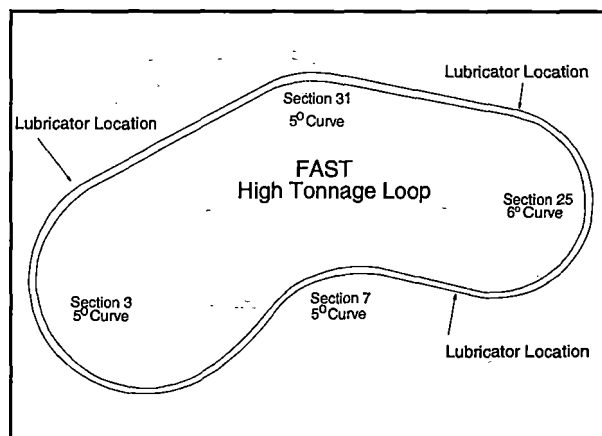 Lubricator Location
Section 31
5° Curve
Lubricator Location
FAST
High Tonnage Loop
Section 25
6° Curve
Section 3
5° Curve
Section 7
5° Curve
Lubricator Location